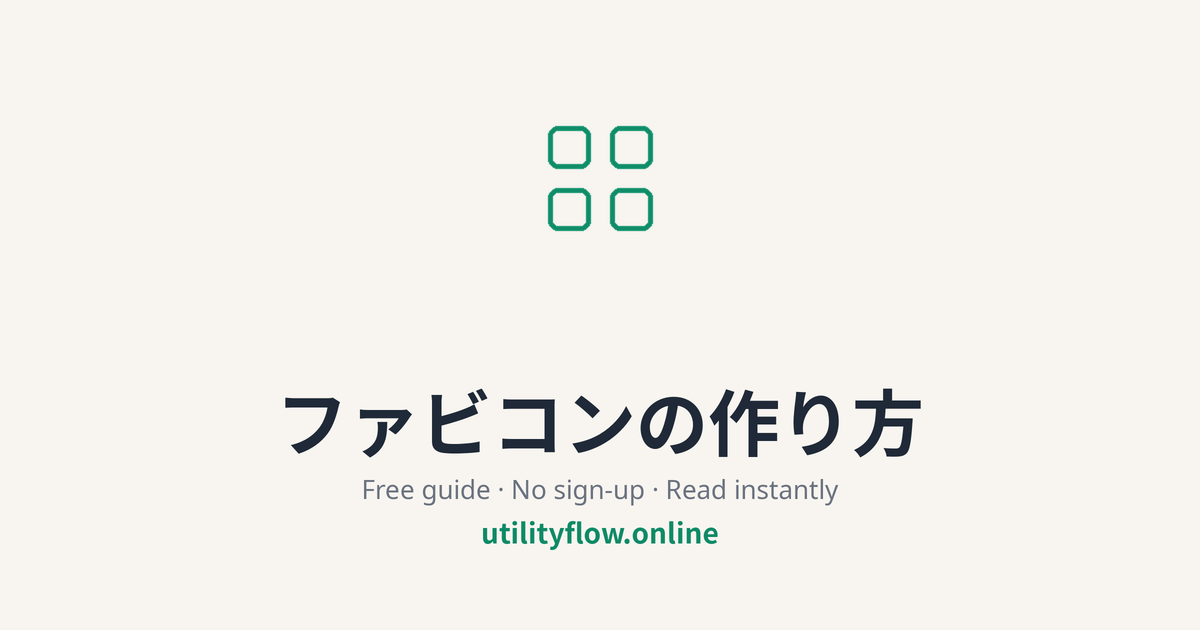 ファビコンの作り方
Free guide · No sign-up · Read instantly
utilityflow.online